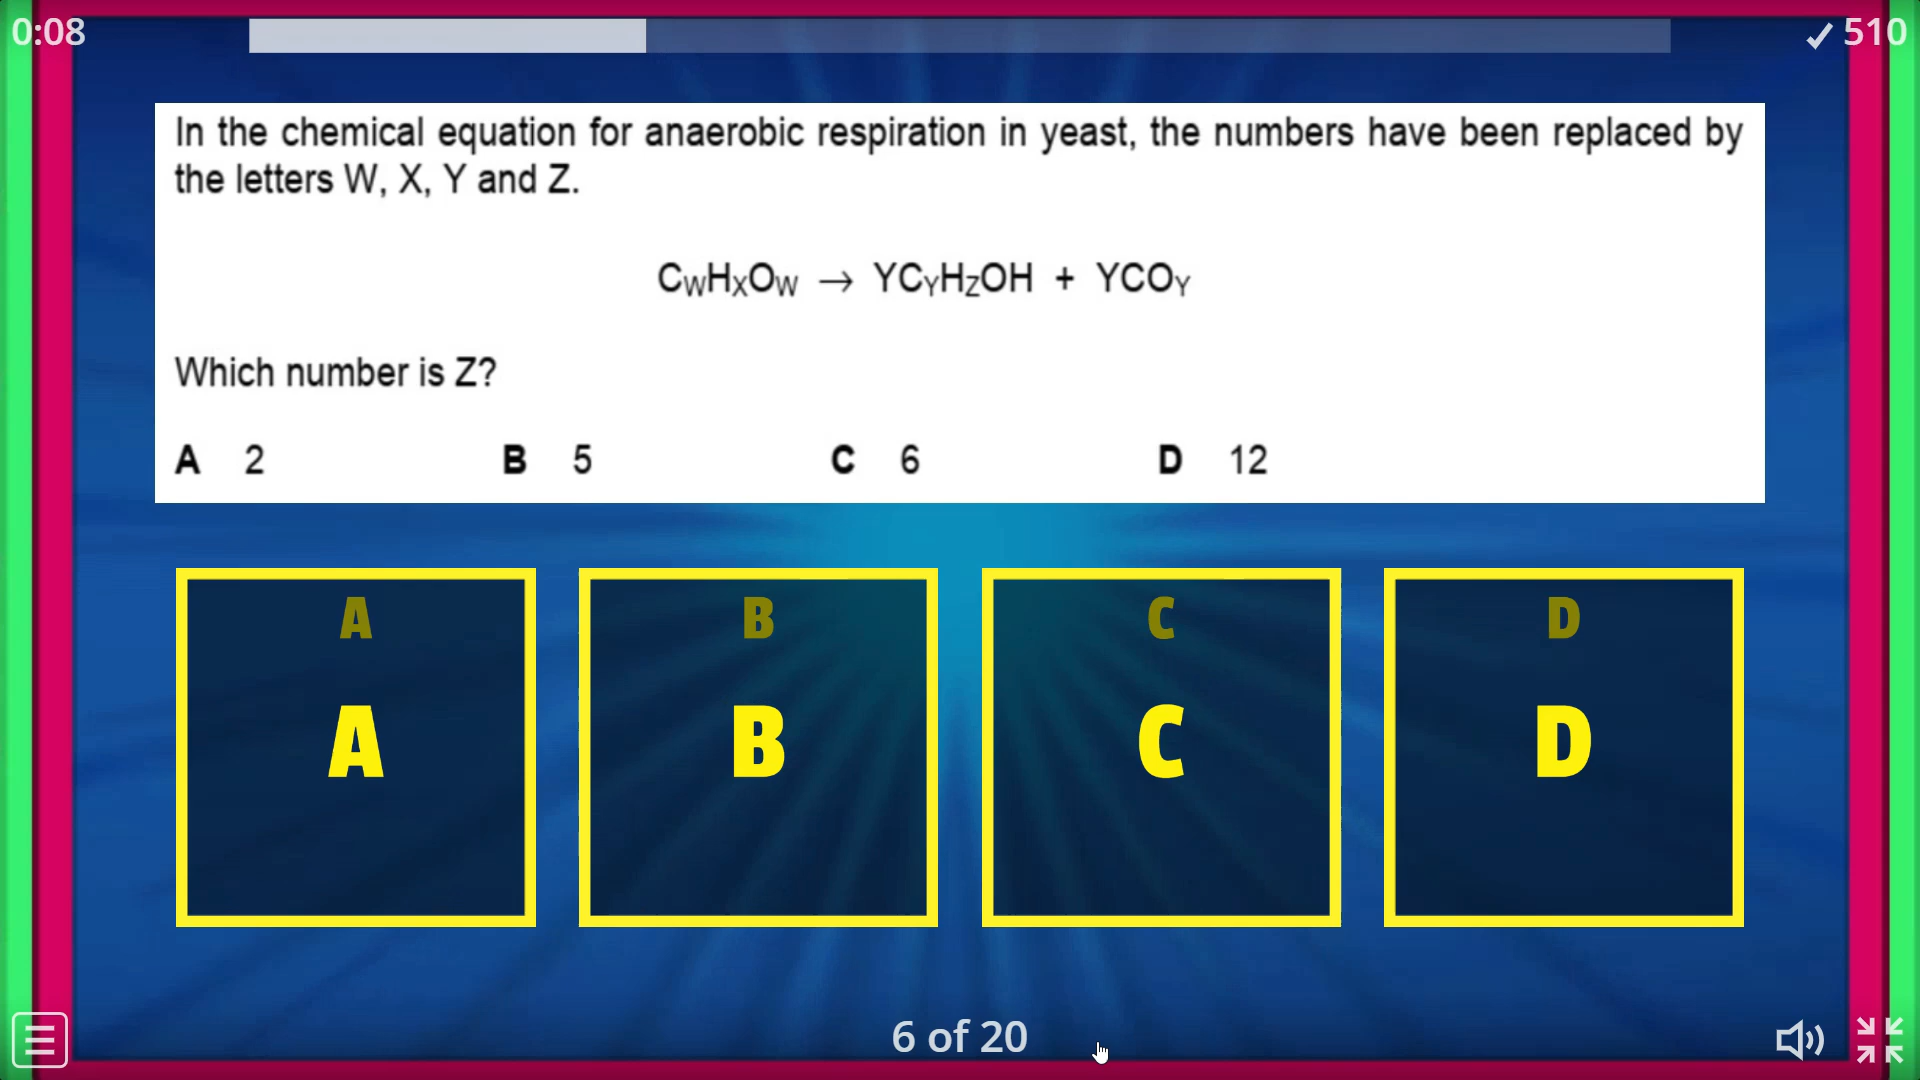 0:08
510
In the chemical equation for anaerobic respiration in yeast, the numbers have been replaced by
the letters W, X, Y and Z.
CWHXOW → YCYHZOH + YCOY
Which number is Z?
A 2 B 5 C 6 D 12
A B C D
A B C D
6 of 20